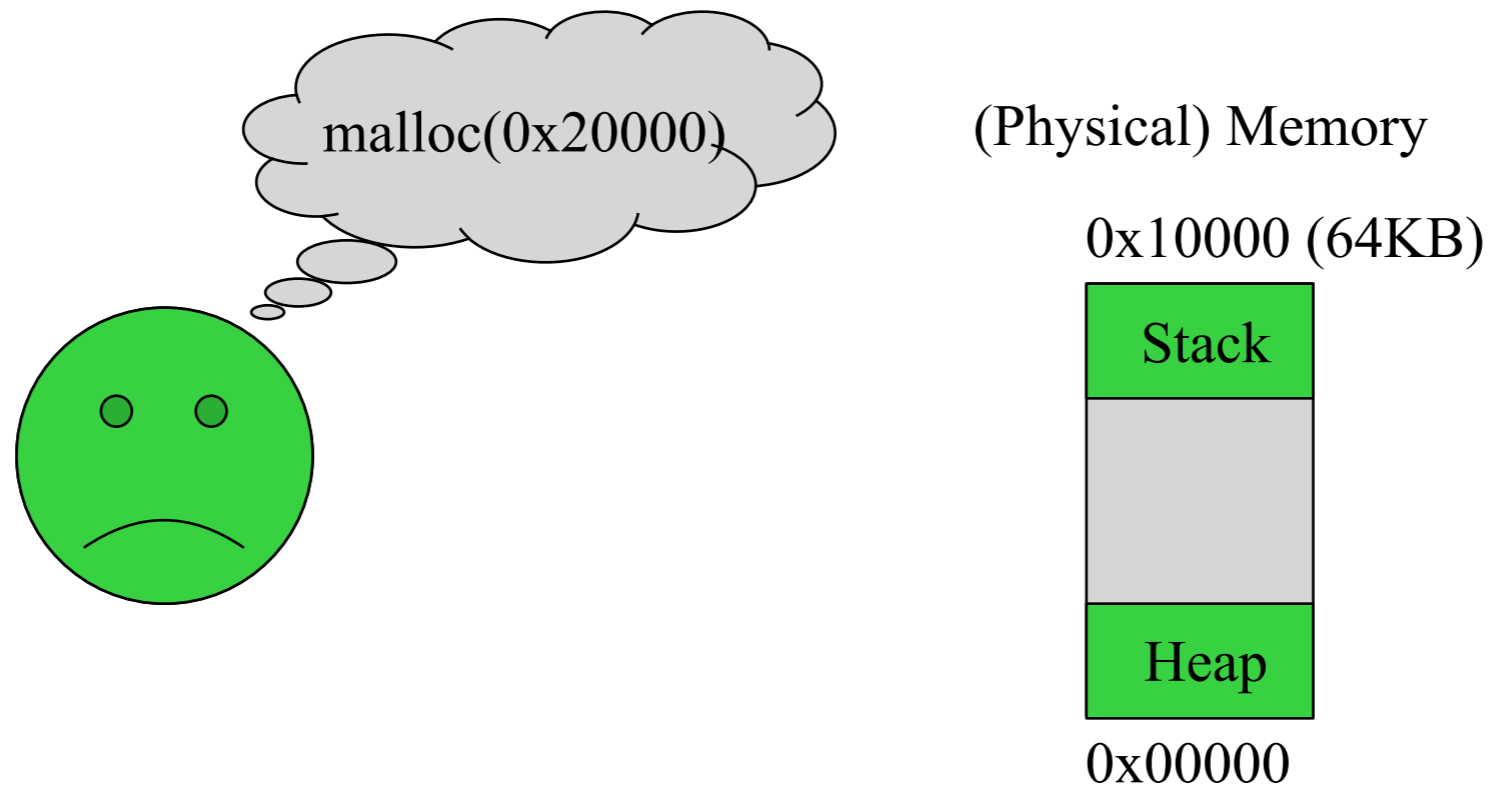 malloc(0x20000)
(Physical) Memory
0x10000 (64KB)
Stack
Heap
0x00000